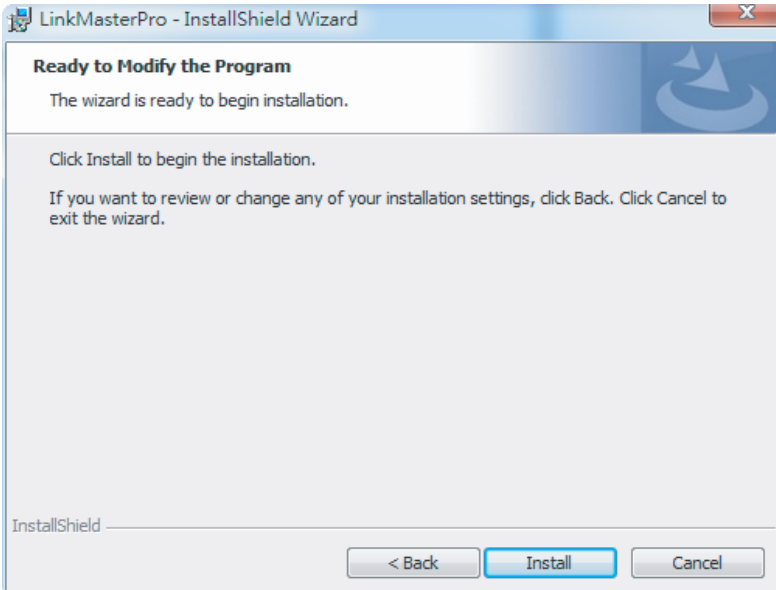 LinkMasterPro - InstallShield Wizard
Ready to Modify the Program
The wizard is ready to begin installation.
Click Install to begin the installation.
If you want to review or change any of your installation settings, click Back. Click Cancel to
exit the wizard.
InstallShield
< Back Install Cancel